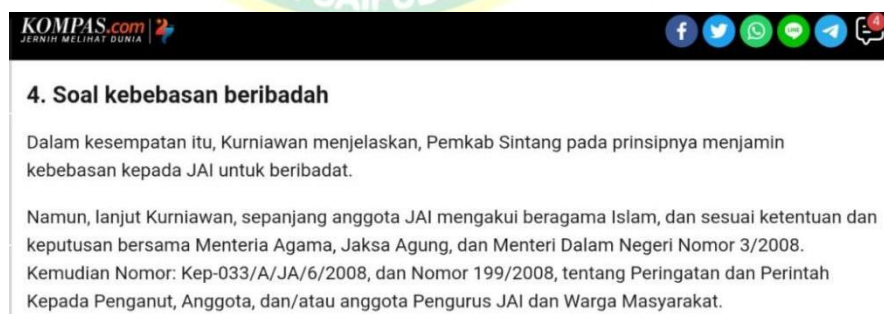 KOMPAS.com
JERNIH MELIHAT DUNIA
4
4. Soal kebebasan beribadah
Dalam kesempatan itu, Kurniawan menjelaskan, Pemkab Sintang pada prinsipnya menjamin
kebebasan kepada JAI untuk beribadat.
Namun, lanjut Kurniawan, sepanjang anggota JAI mengakui beragama Islam, dan sesuai ketentuan dan
keputusan bersama Menteria Agama, Jaksa Agung, dan Menteri Dalam Negeri Nomor 3/2008.
Kemudian Nomor: Kep-033/A/JA/6/2008, dan Nomor 199/2008, tentang Peringatan dan Perintah
Kepada Penganut, Anggota, dan/atau anggota Pengurus JAI dan Warga Masyarakat.